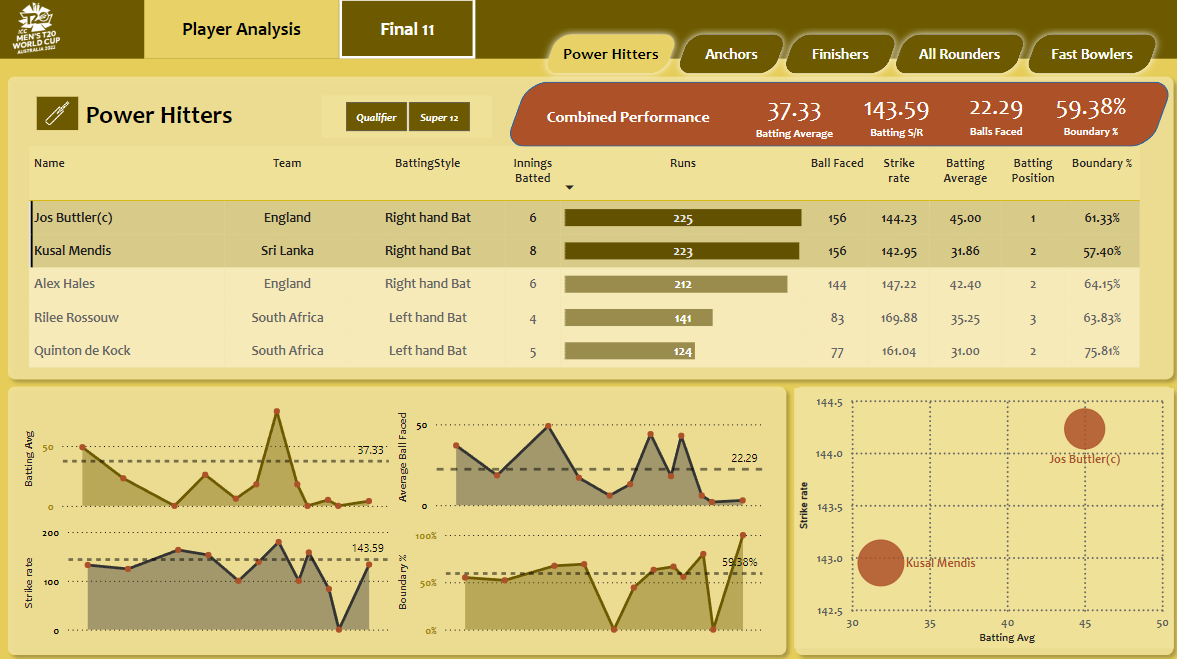 T20
ICC
MEN'S T20
WORLD CUP
AUSTRALIA 2022
Player Analysis
Final 11
Power Hitters
Anchors
Finishers
All Rounders
Fast Bowlers
Power Hitters
Qualifier
Super 12
Combined Performance
37.33
Batting Average
143.59
Batting S/R
22.29
Balls Faced
59.38%
Boundary %
Name Team BattingStyle Innings Batted Runs Ball Faced Strike rate Batting Average Batting Position Boundary %
Jos Buttler(c) England Right hand Bat 6 225 156 144.23 45.00 1 61.33%
Kusal Mendis Sri Lanka Right hand Bat 8 223 156 142.95 31.86 2 57.40%
Alex Hales England Right hand Bat 6 212 144 147.22 42.40 2 64.15%
Rilee Rossouw South Africa Left hand Bat 4 141 83 169.88 35.25 3 63.83%
Quinton de Kock South Africa Left hand Bat 5 124 77 161.04 31.00 2 75.81%
Batting Avg
50
0
37.33
Average Ball Faced
50
0
22.29
Strike rate
200
100
0
143.59
Boundary %
100%
50%
0%
59.38%
Strike rate
144.5
144.0
143.5
143.0
142.5
Jos Buttler(c)
Kusal Mendis
30 35 40 45 50
Batting Avg